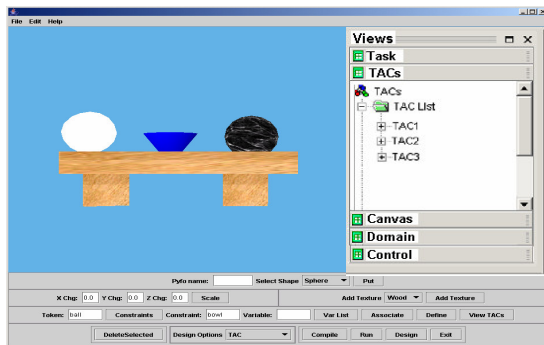 File Edit Help
Views
Task
TACs
TACs
TAC List
TAC1
TAC2
TAC3
Canvas
Domain
Control
Pyfo name: Select Shape Sphere Put
X Chg: 0.0 Y Chg: 0.0 Z Chg: 0.0 Scale Add Texture Wood Add Texture
Token: ball Constraints Constraint: bowl Variable: Var List Associate Define View TACs
DeleteSelected Design Options TAC Compile Run Design Exit